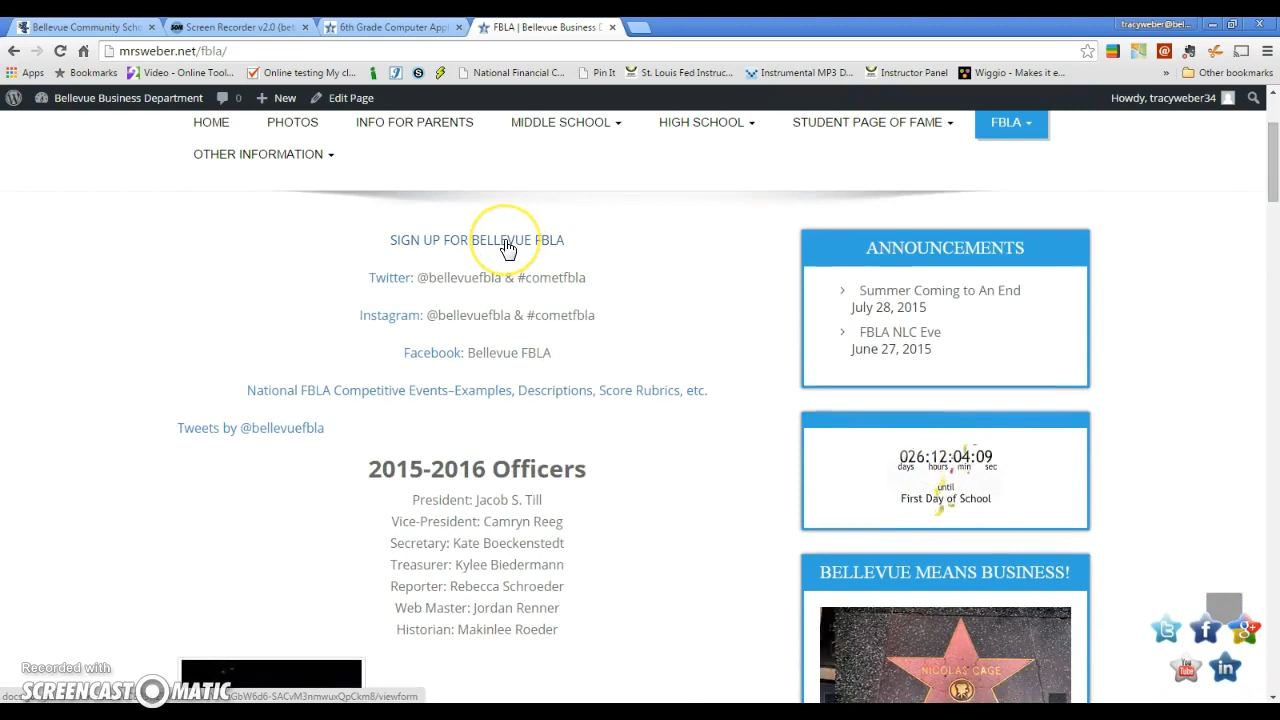 Bellevue Community Scho
Screen Recorder v2.0 (bet
6th Grade Computer Appl
FBLA | Bellevue Business D
tracyweber@bel...
mrsweber.net/fbla/
Apps
Bookmarks
Video - Online Tool...
Online testing My cl...
National Financial C...
Pin It
St. Louis Fed Instruc...
Instrumental MP3 D...
Instructor Panel
Wiggio - Makes it e...
»
Other bookmarks
Bellevue Business Department
0
New
Edit Page
Howdy, tracyweber34
HOME
PHOTOS
INFO FOR PARENTS
MIDDLE SCHOOL
HIGH SCHOOL
STUDENT PAGE OF FAME
FBLA
OTHER INFORMATION
SIGN UP FOR BELLEVUE FBLA
Twitter: @bellevuefbla & #cometfbla
Instagram: @bellevuefbla & #cometfbla
Facebook: Bellevue FBLA
National FBLA Competitive Events–Examples, Descriptions, Score Rubrics, etc.
Tweets by @bellevuefbla
2015-2016 Officers
President: Jacob S. Till
Vice-President: Camryn Reeg
Secretary: Kate Boeckenstedt
Treasurer: Kylee Biedermann
Reporter: Rebecca Schroeder
Web Master: Jordan Renner
Historian: Makinlee Roeder
ANNOUNCEMENTS
Summer Coming to An End
July 28, 2015
FBLA NLC Eve
June 27, 2015
026:12:04:09
days hours min sec
until
First Day of School
BELLEVUE MEANS BUSINESS!
NICOLAS CAGE
Recorded with
SCREENCAST MATIC
You Tube